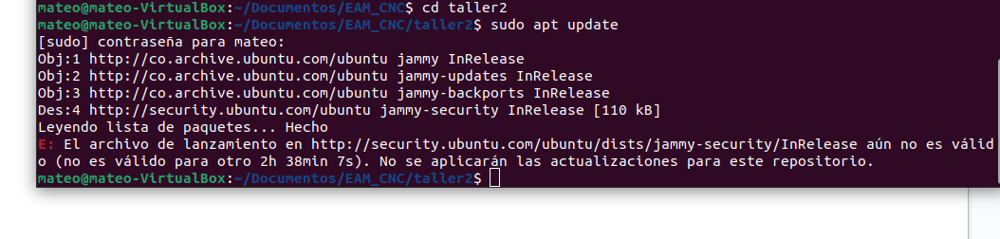 mateo@mateo-VirtualBox:~/Documentos/EAM_CNC$ cd taller2
mateo@mateo-VirtualBox:~/Documentos/EAM_CNC/taller2$ sudo apt update
[sudo] contraseña para mateo:
Obj:1 http://co.archive.ubuntu.com/ubuntu jammy InRelease
Obj:2 http://co.archive.ubuntu.com/ubuntu jammy-updates InRelease
Obj:3 http://co.archive.ubuntu.com/ubuntu jammy-backports InRelease
Des:4 http://security.ubuntu.com/ubuntu jammy-security InRelease [110 kB]
Leyendo lista de paquetes... Hecho
E: El archivo de lanzamiento en http://security.ubuntu.com/ubuntu/dists/jammy-security/InRelease aún no es válid
o (no es válido para otro 2h 38min 7s). No se aplicarán las actualizaciones para este repositorio.
mateo@mateo-VirtualBox:~/Documentos/EAM_CNC/taller2$